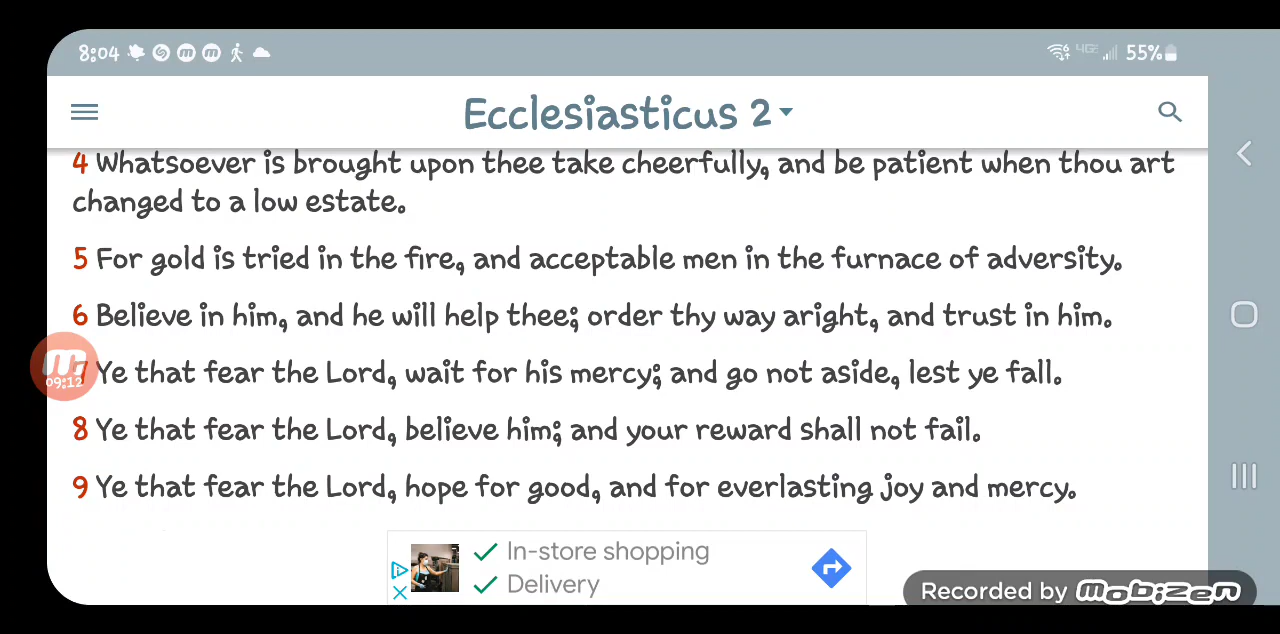 8:04 4GE 55%
Ecclesiasticus 2
4 Whatsoever is brought upon thee take cheerfully, and be patient when thou art
changed to a low estate.
5 For gold is tried in the fire, and acceptable men in the furnace of adversity.
6 Believe in him, and he will help thee; order thy way aright, and trust in him.
7 Ye that fear the Lord, wait for his mercy; and go not aside, lest ye fall.
09:12
8 Ye that fear the Lord, believe him; and your reward shall not fail.
9 Ye that fear the Lord, hope for good, and for everlasting joy and mercy.
In-store shopping
Delivery
Recorded by mobizen